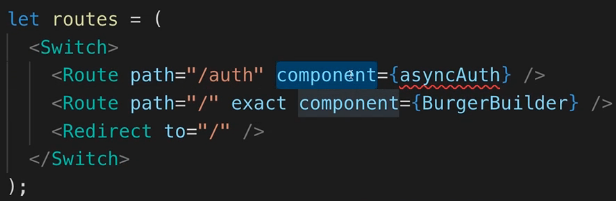 let routes = (
<Switch>
<Route path="/auth" component={asyncAuth} />
<Route path="/" exact component={BurgerBuilder} />
<Redirect to="/" />
</Switch>
);